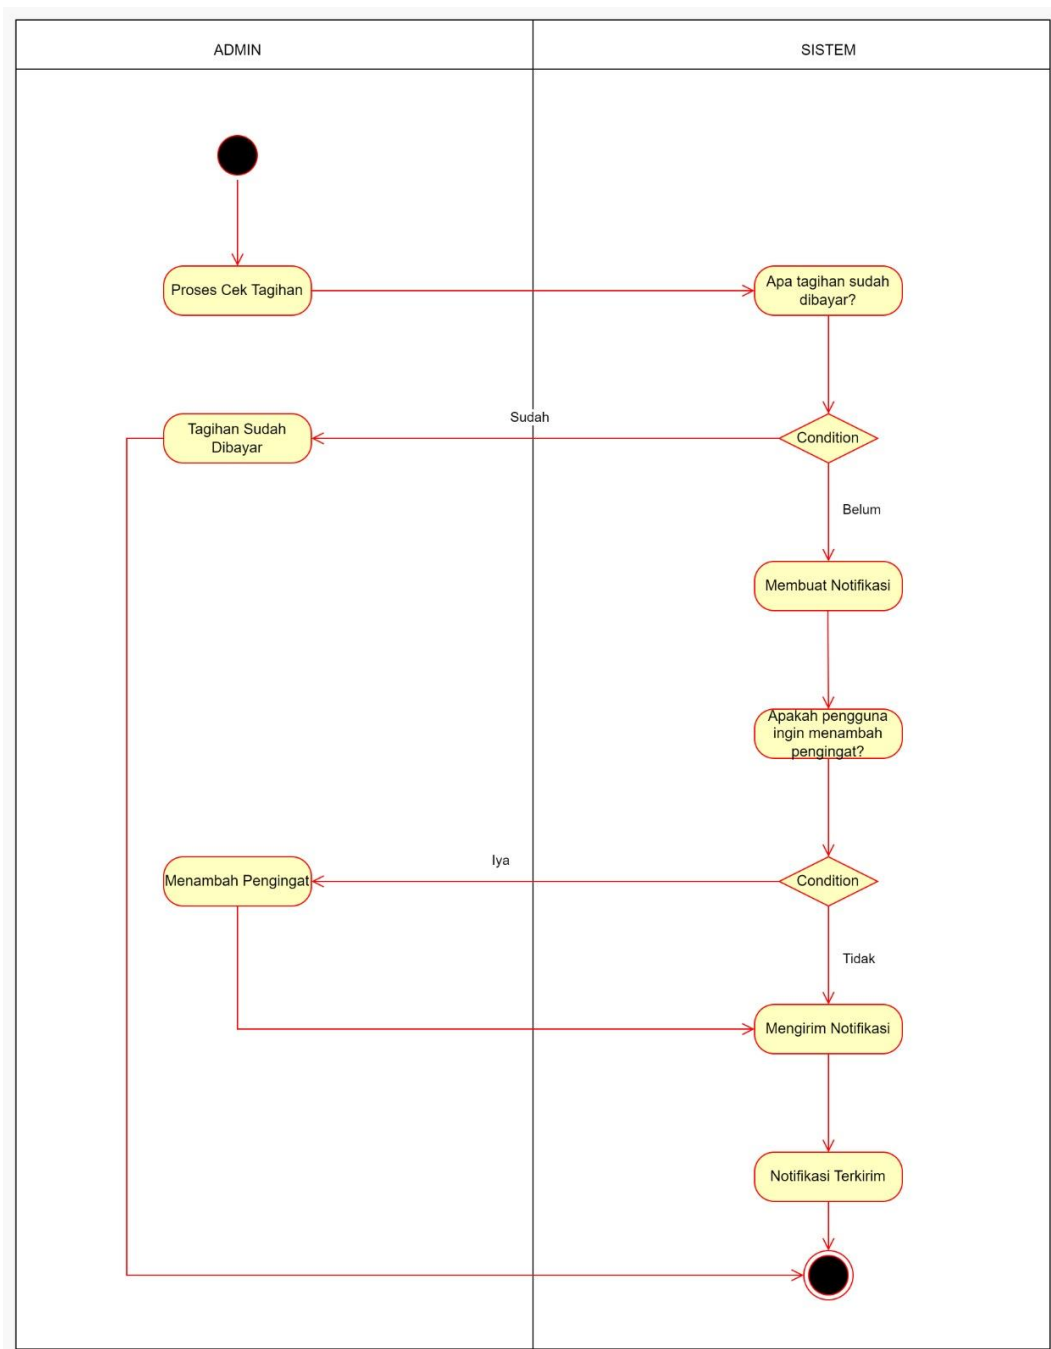 ADMIN
SISTEM
Proses Cek Tagihan
Apa tagihan sudah
dibayar?
Tagihan Sudah
Dibayar
Sudah
Condition
Belum
Membuat Notifikasi
Apakah pengguna
ingin menambah
pengingat?
Menambah Pengingat
Iya
Condition
Tidak
Mengirim Notifikasi
Notifikasi Terkirim